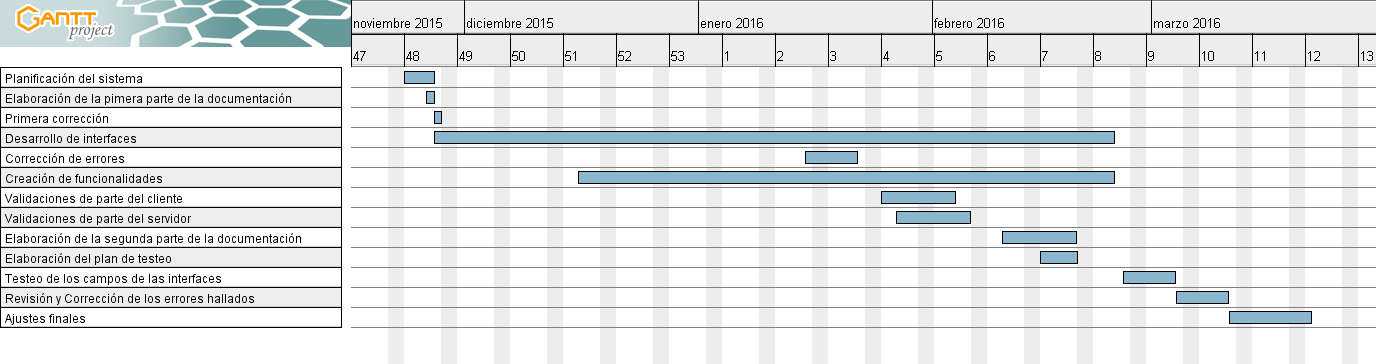 GANTT
project
noviembre 2015 diciembre 2015 enero 2016 febrero 2016 marzo 2016
47 48 49 50 51 52 53 1 2 3 4 5 6 7 8 9 10 11 12 13
Planificación del sistema
Elaboración de la pimera parte de la documentación
Primera corrección
Desarrollo de interfaces
Corrección de errores
Creación de funcionalidades
Validaciones de parte del cliente
Validaciones de parte del servidor
Elaboración de la segunda parte de la documentación
Elaboración del plan de testeo
Testeo de los campos de las interfaces
Revisión y Corrección de los errores hallados
Ajustes finales